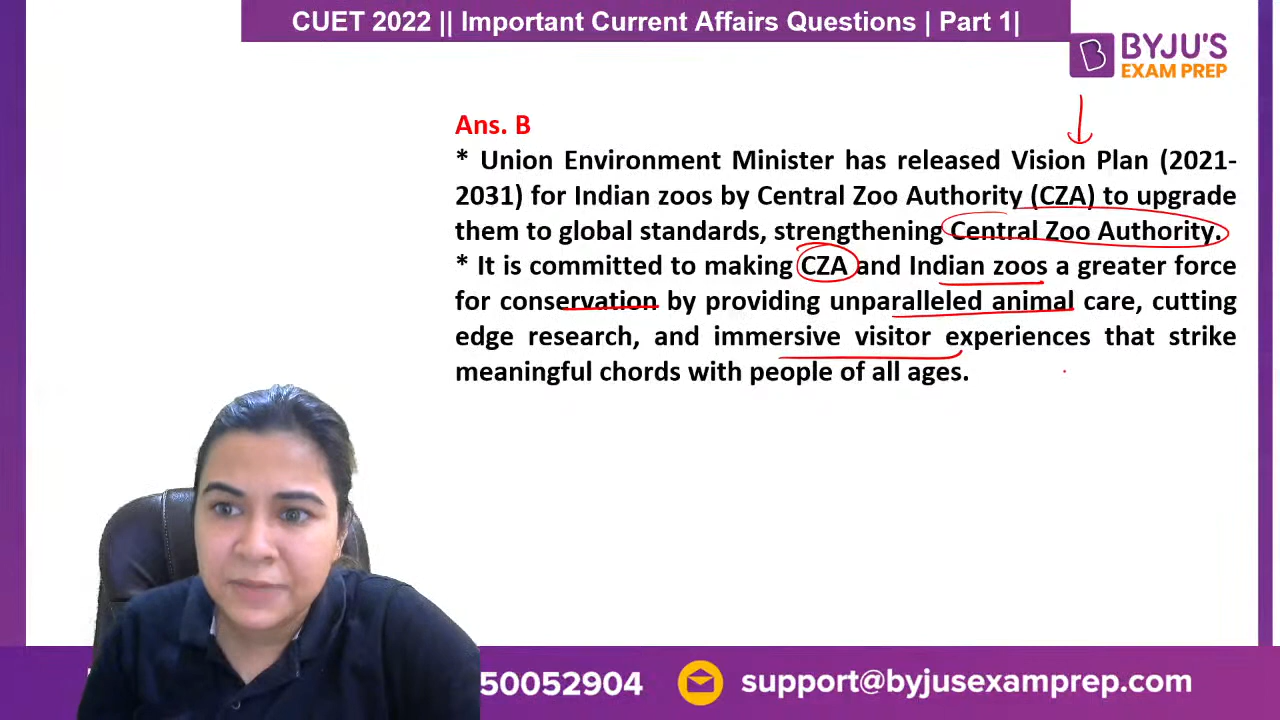 CUET 2022 || Important Current Affairs Questions | Part 1|
BYJU'S
EXAM PREP
Ans. B
* Union Environment Minister has released Vision Plan (2021-
2031) for Indian zoos by Central Zoo Authority (CZA) to upgrade
them to global standards, strengthening Central Zoo Authority.
* It is committed to making CZA and Indian zoos a greater force
for conservation by providing unparalleled animal care, cutting
edge research, and immersive visitor experiences that strike
meaningful chords with people of all ages.
50052904 support@byjusexamprep.com